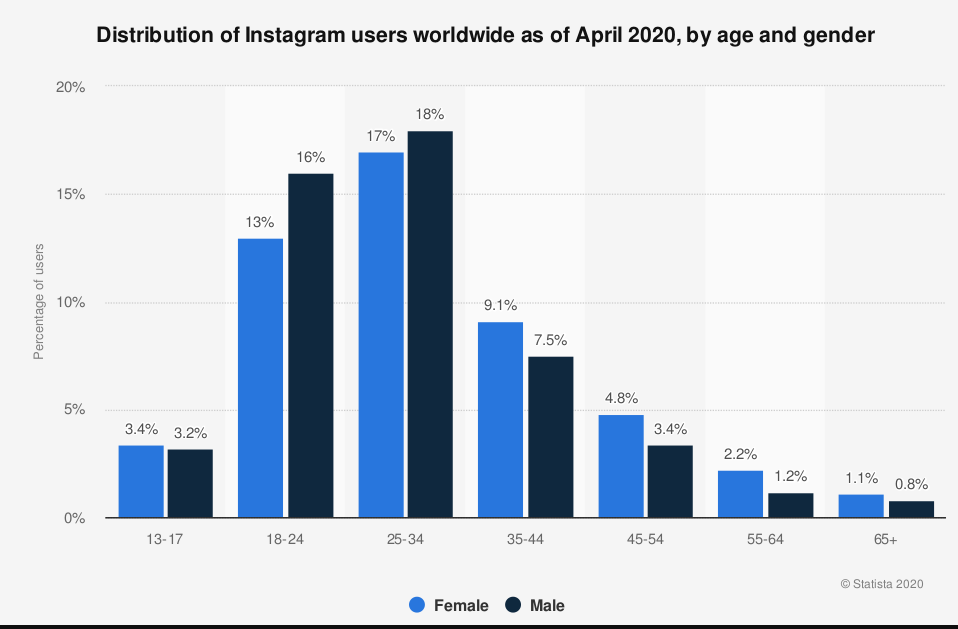 Distribution of Instagram users worldwide as of April 2020, by age and gender
20%
15%
10%
5%
0%
Percentage of users
3.4% 3.2%
13% 16%
17% 18%
9.1% 7.5%
4.8% 3.4%
2.2% 1.2%
1.1% 0.8%
13-17 18-24 25-34 35-44 45-54 55-64 65+
© Statista 2020
Female Male